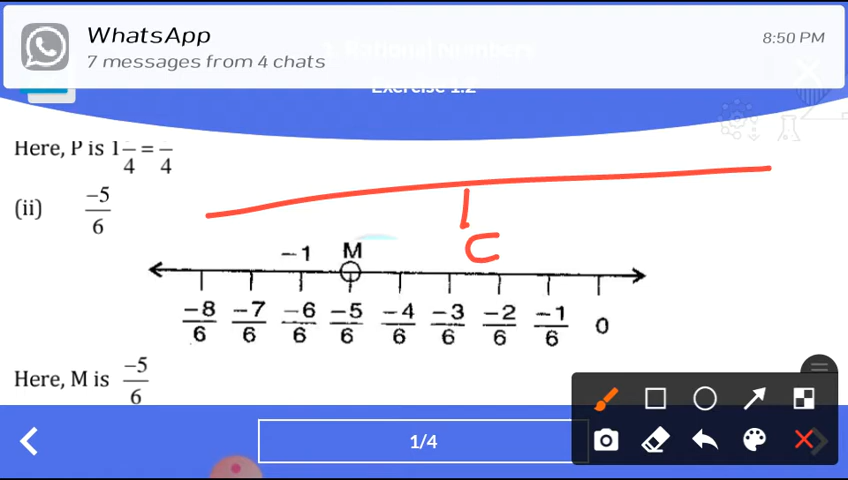 WhatsApp
8:50 PM
7 messages from 4 chats
Exercise 1.2
Here, P is 1 /4 = /4
(ii) -5/6
C
-1 M
-8/6 -7/6 -6/6 -5/6 -4/6 -3/6 -2/6 -1/6 0
Here, M is -5/6
1/4